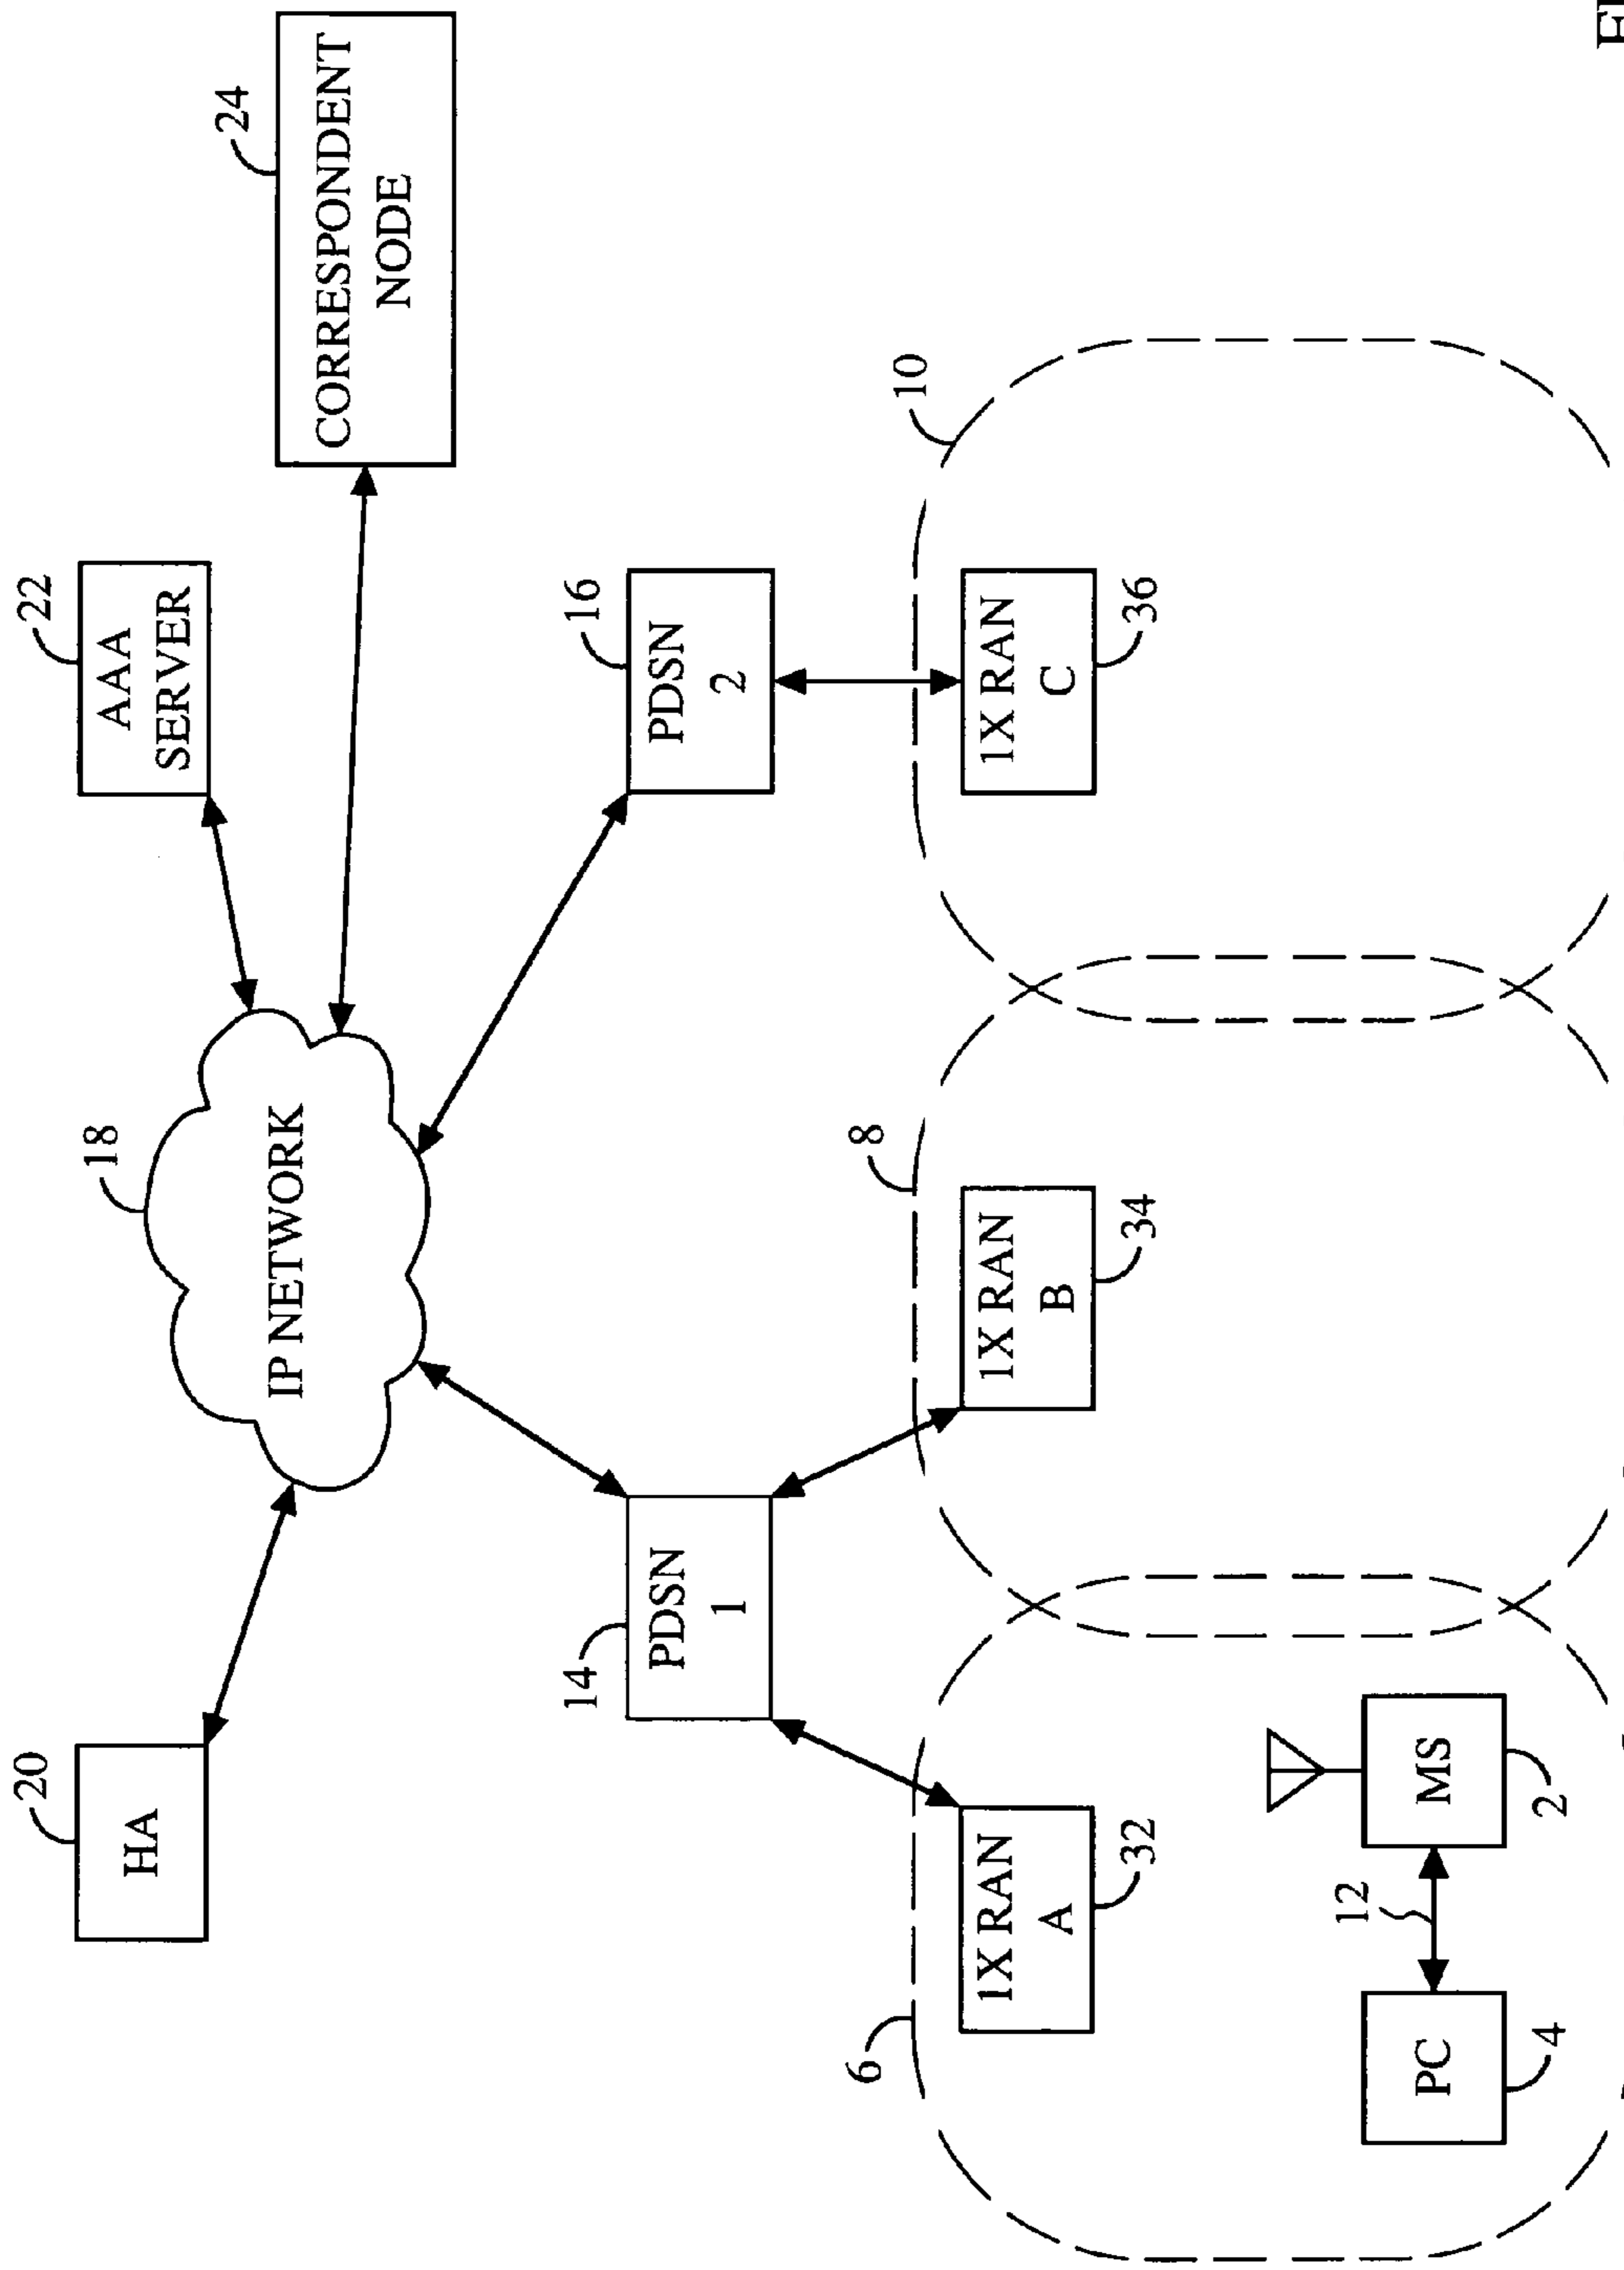 20
HA
18
IP NETWORK
22
AAA
SERVER
24
CORRESPONDENT
NODE
14
PDSN
1
16
PDSN
2
6
8
10
1X RAN
A
32
1X RAN
B
34
1X RAN
C
36
12
PC
4
MS
2